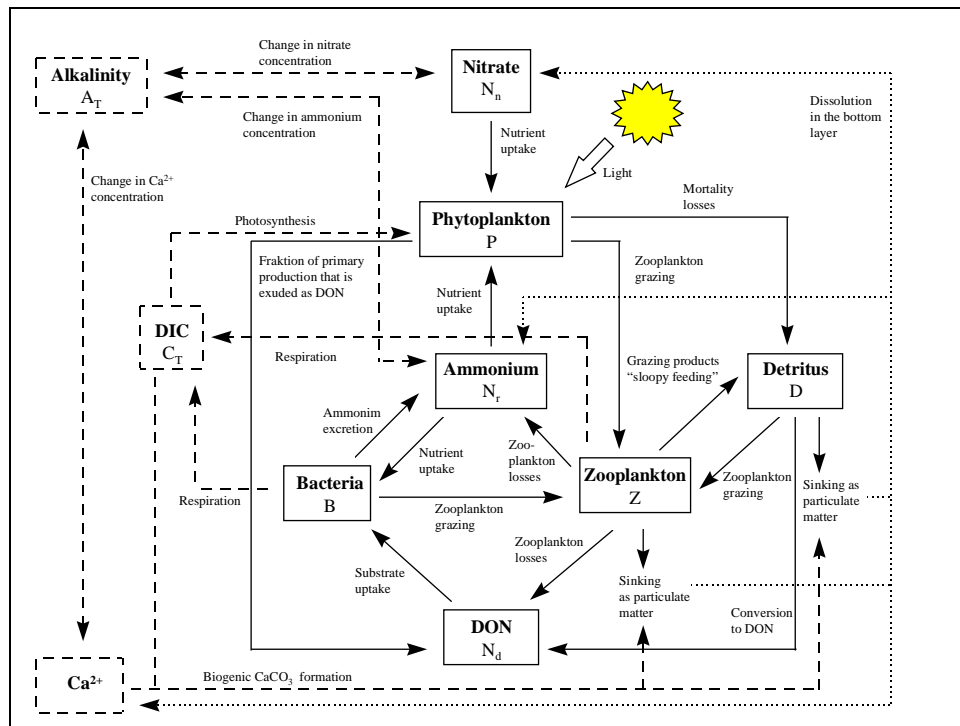 Change in nitrate
concentration
Alkalinity
A_T
Nitrate
N_n
Change in ammonium
concentration
Dissolution
in the bottom
layer
Nutrient
uptake
Light
Change in Ca²⁺
concentration
Mortality
losses
Photosynthesis
Phytoplankton
P
Fraktion of primary
production that is
exuded as DON
Zooplankton
grazing
Nutrient
uptake
DIC
C_T
Respiration
Ammonium
N_r
Grazing products
“sloopy feeding”
Detritus
D
Ammonim
excretion
Nutrient
uptake
Zoo-
plankton
losses
Bacteria
B
Zooplankton
Z
Zooplankton
grazing
Sinking as
particulate
matter
Respiration
Zooplankton
grazing
Substrate
uptake
Zooplankton
losses
Sinking
as particulate
matter
DON
N_d
Conversion
to DON
Ca²⁺
Biogenic CaCO₃ formation